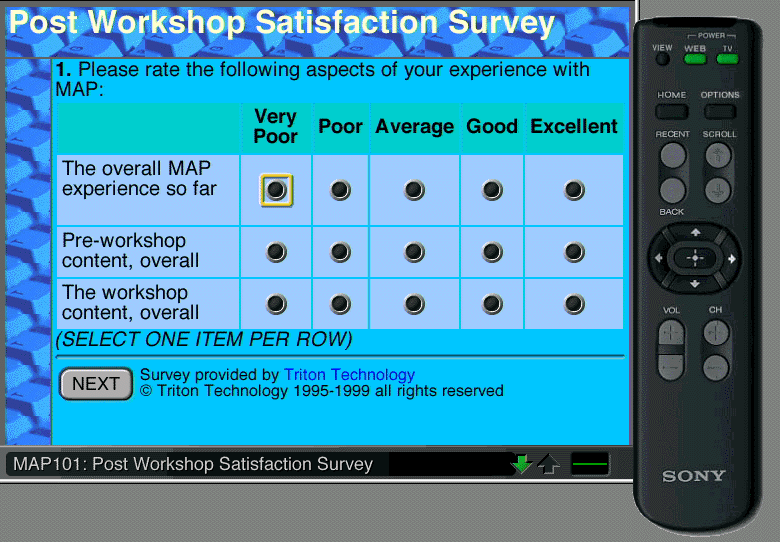 Post Workshop Satisfaction Survey
1. Please rate the following aspects of your experience with
MAP:
Very Poor Poor Average Good Excellent
The overall MAP
experience so far
Pre-workshop
content, overall
The workshop
content, overall
(SELECT ONE ITEM PER ROW)
NEXT
Survey provided by Triton Technology
© Triton Technology 1995-1999 all rights reserved
MAP101: Post Workshop Satisfaction Survey
POWER
VIEW WEB TV
HOME OPTIONS
RECENT SCROLL
BACK
VOL CH
SONY